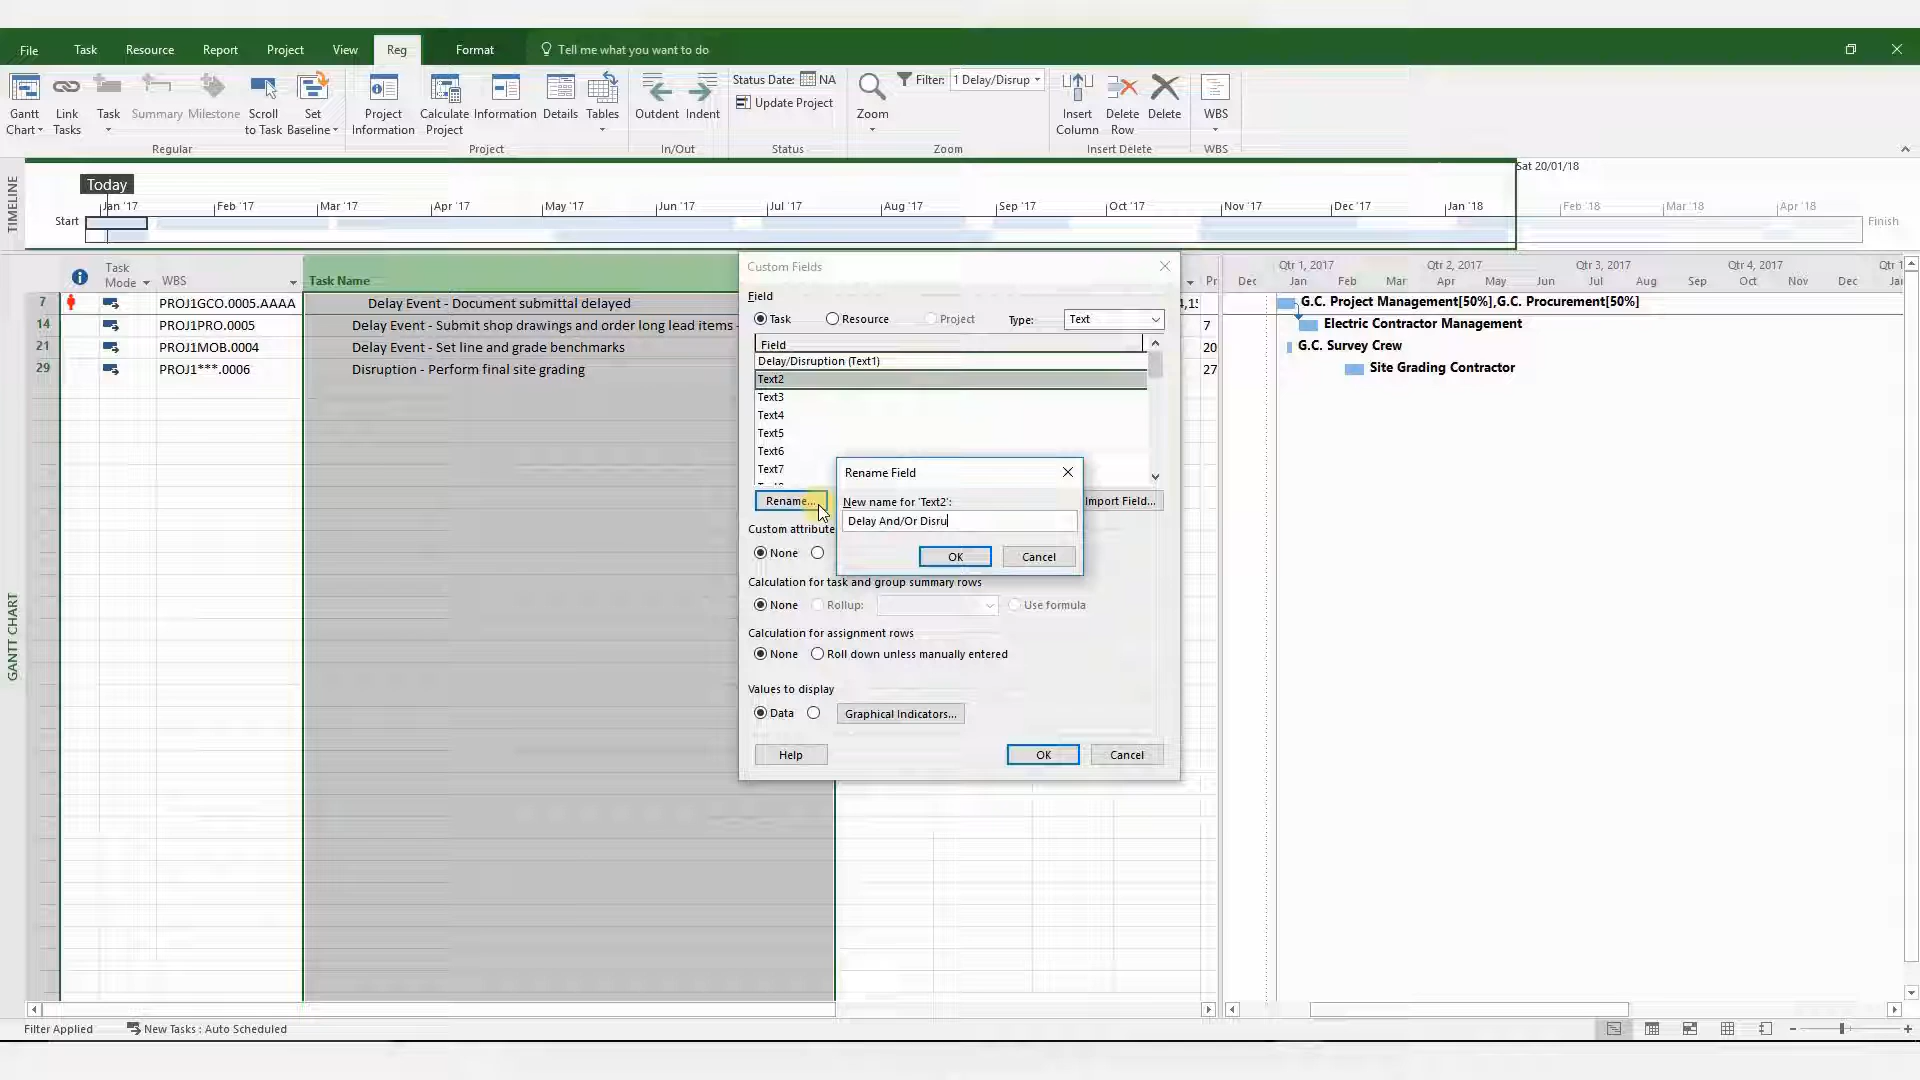 File Task Resource Report Project View Reg Format Tell me what you want to do
Gantt Chart Link Tasks Task Summary Milestone Scroll to Task Set Baseline
Regular
Project Information Calculate Project Information Details Tables
Project
Outdent Indent
In/Out
Status Date: NA
Update Project
Status
Zoom
Filter: 1 Delay/Disrup
Zoom
Insert Column Delete Row Delete
Insert Delete
WBS
WBS
TIMELINE
Today
Sat 20/01/18
Jan '17 Feb '17 Mar '17 Apr '17 May '17 Jun '17 Jul '17 Aug '17 Sep '17 Oct '17 Nov '17 Dec '17 Jan '18 Feb '18 Mar '18 Apr '18
Start
Finish
GANTT CHART
Task Mode WBS Task Name
7 PROJ1GCO.0005.AAAA Delay Event - Document submittal delayed
14 PROJ1PRO.0005 Delay Event - Submit shop drawings and order long lead items -
21 PROJ1MOB.0004 Delay Event - Set line and grade benchmarks
29 PROJ1***.0006 Disruption - Perform final site grading
Custom Fields
Field
Task Resource Project Type: Text
Field
Delay/Disruption (Text1)
Text2
Text3
Text4
Text5
Text6
Text7
Rename... Import Field...
Rename Field
New name for 'Text2':
Delay And/Or Disru
OK Cancel
Custom attribute
None
Calculation for task and group summary rows
None Rollup: Use formula
Calculation for assignment rows
None Roll down unless manually entered
Values to display
Data Graphical Indicators...
Help OK Cancel
Pr
4,15
7
20
27
Qtr 1, 2017 Qtr 2, 2017 Qtr 3, 2017 Qtr 4, 2017 Qtr 1
Dec Jan Feb Mar Apr May Jun Jul Aug Sep Oct Nov Dec Ja
G.C. Project Management[50%],G.C. Procurement[50%]
Electric Contractor Management
G.C. Survey Crew
Site Grading Contractor
Filter Applied New Tasks : Auto Scheduled